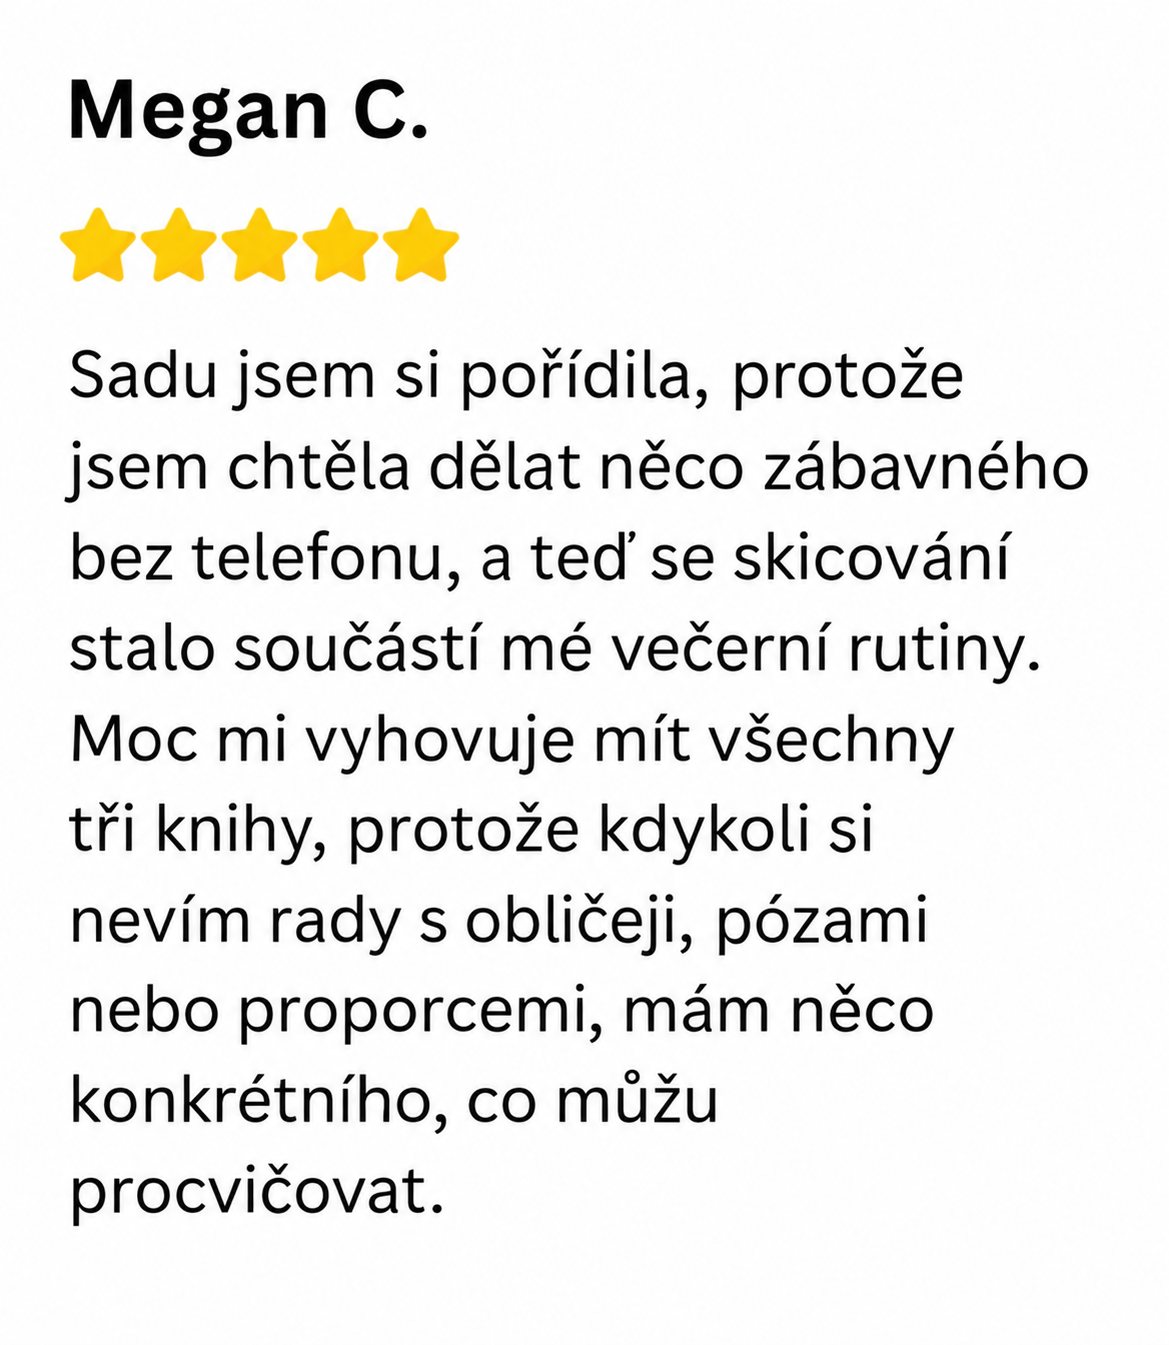 Megan C.
Sadu jsem si pořídila, protože
jsem chtěla dělat něco zábavného
bez telefonu, a teď se skicování
stalo součástí mé večerní rutiny.
Moc mi vyhovuje mít všechny
tři knihy, protože kdykoli si
nevím rady s obličeji, pózami
nebo proporcemi, mám něco
konkrétního, co můžu
procvičovat.